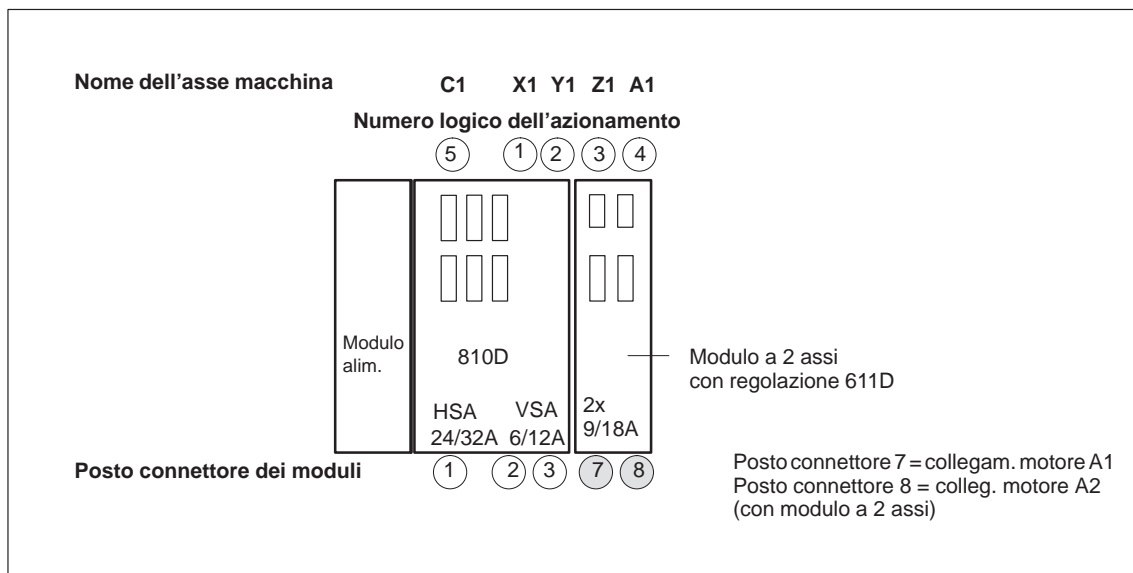 Nome dell'asse macchina
C1 X1 Y1 Z1 A1
Numero logico dell'azionamento
5 1 2 3 4
Modulo
alim.
810D
Modulo a 2 assi
con regolazione 611D
HSA VSA 2x
24/32A 6/12A 9/18A
Posto connettore dei moduli
1 2 3 7 8
Posto connettore 7 = collegam. motore A1
Posto connettore 8 = colleg. motore A2
(con modulo a 2 assi)